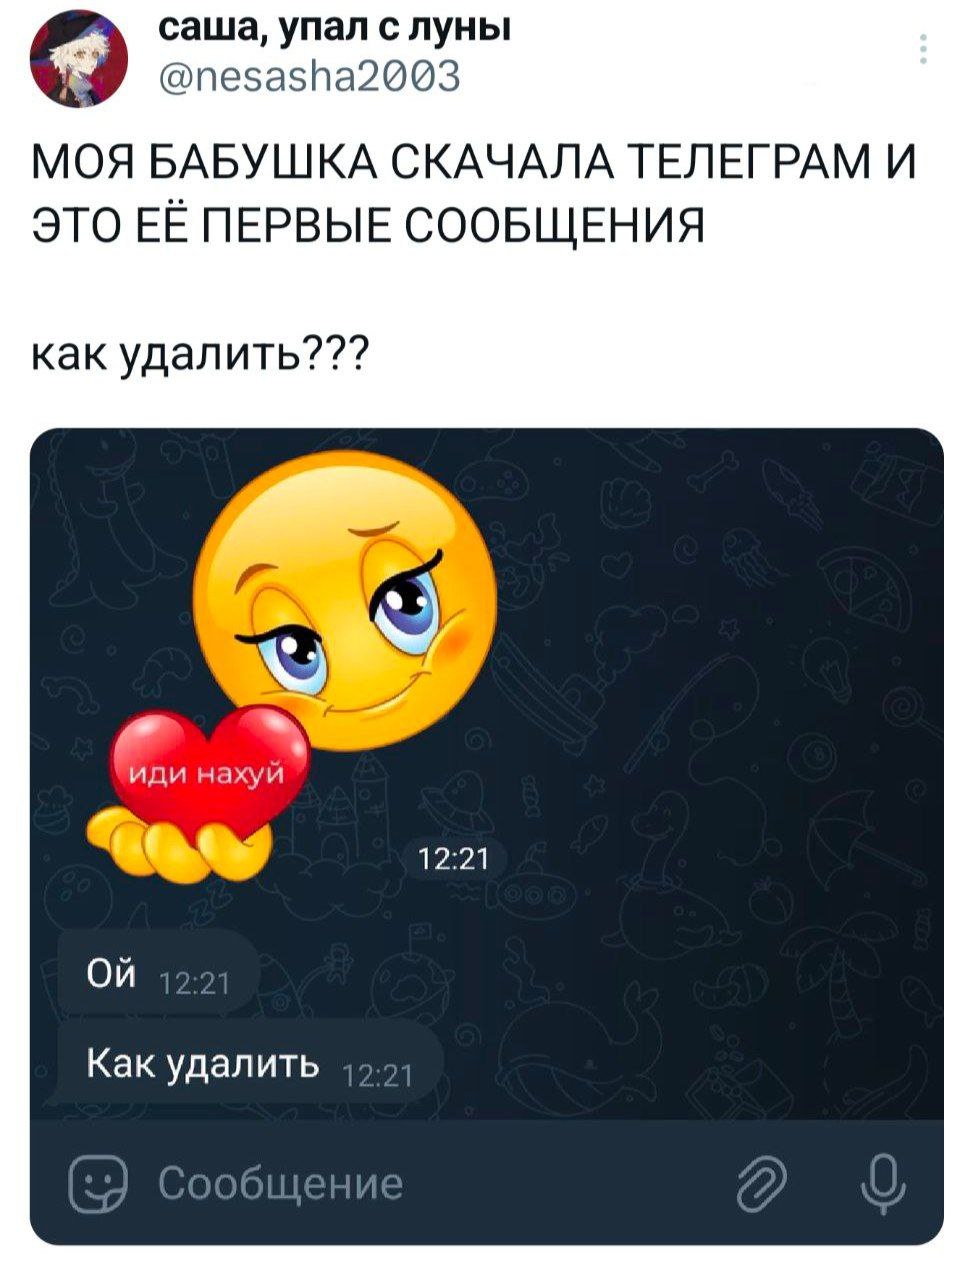 саша, упал с луны
@nesasha2003
МОЯ БАБУШКА СКАЧАЛА ТЕЛЕГРАМ И
ЭТО ЕЁ ПЕРВЫЕ СООБЩЕНИЯ
как удалить???
иди нахуй
12:21
Ой 12:21
Как удалить 12:21
Сообщение